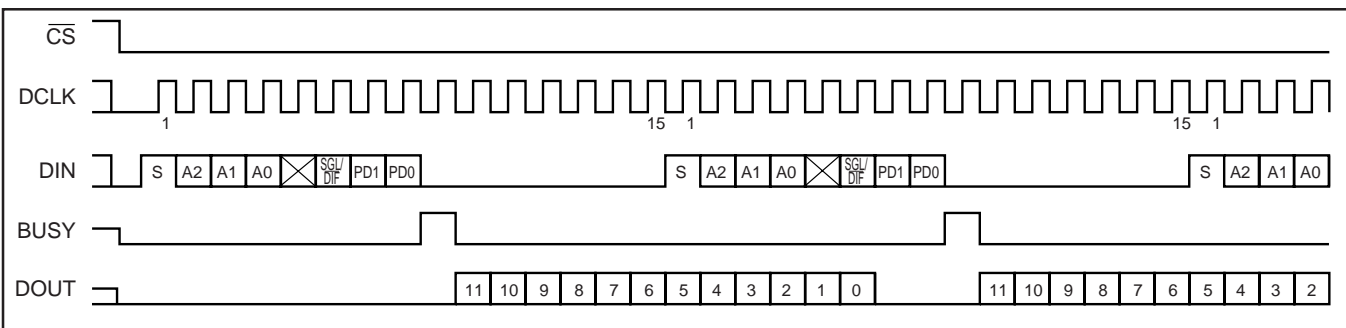 CS
DCLK
1 15 1 15 1
DIN S A2 A1 A0 SGL/DIF PD1 PD0 S A2 A1 A0 SGL/DIF PD1 PD0 S A2 A1 A0
BUSY
DOUT 11 10 9 8 7 6 5 4 3 2 1 0 11 10 9 8 7 6 5 4 3 2